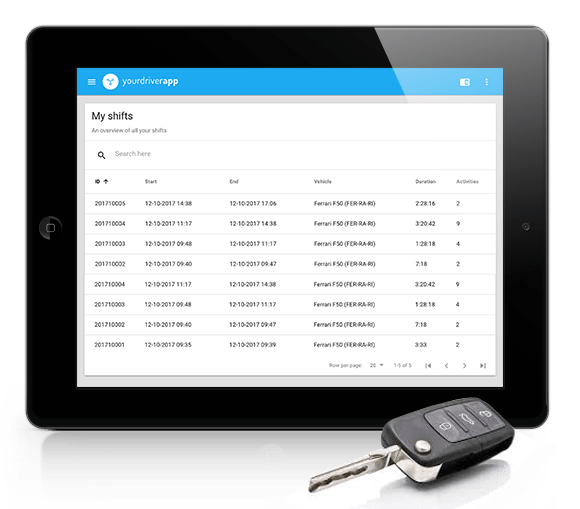 yourdriverapp
My shifts
An overview of all your shifts
Search here
ID Start End Vehicle Duration Activities
201710005 12-10-2017 14:38 12-10-2017 17:06 Ferrari F50 (FER-RA-RI) 2:28:16 2
201710004 12-10-2017 11:17 12-10-2017 14:38 Ferrari F50 (FER-RA-RI) 3:20:42 9
201710003 12-10-2017 09:48 12-10-2017 11:17 Ferrari F50 (FER-RA-RI) 1:28:18 4
201710002 12-10-2017 09:40 12-10-2017 09:47 Ferrari F50 (FER-RA-RI) 7:18 2
201710004 12-10-2017 11:17 12-10-2017 14:38 Ferrari F50 (FER-RA-RI) 3:20:42 9
201710003 12-10-2017 09:48 12-10-2017 11:17 Ferrari F50 (FER-RA-RI) 1:28:18 4
201710002 12-10-2017 09:40 12-10-2017 09:47 Ferrari F50 (FER-RA-RI) 7:18 2
201710001 12-10-2017 09:35 12-10-2017 09:39 Ferrari F50 (FER-RA-RI) 3:33 2
Row per page: 20 1-5 of 5